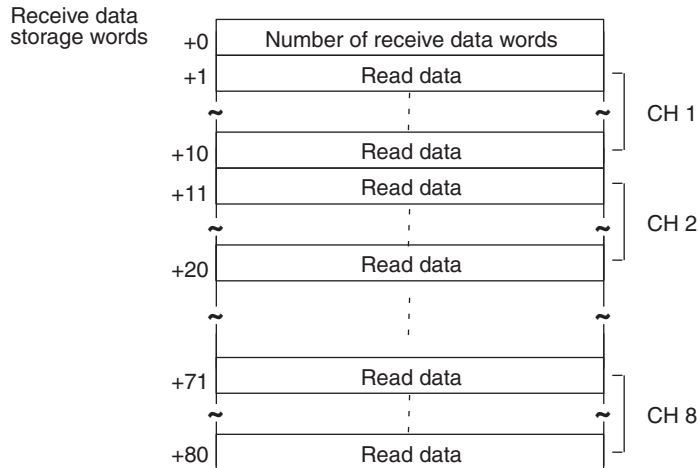 Receive data
storage words
+0 Number of receive data words
+1 Read data
CH 1
+10 Read data
+11 Read data
CH 2
+20 Read data
+71 Read data
CH 8
+80 Read data